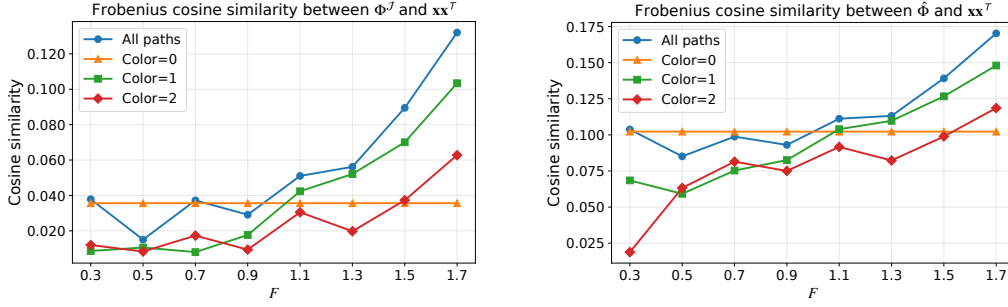 Frobenius cosine similarity between Φ^𝒥 and xx^T
Cosine similarity
0.120
0.100
0.080
0.060
0.040
0.020
All paths
Color=0
Color=1
Color=2
0.3 0.5 0.7 0.9 1.1 1.3 1.5 1.7
F
Frobenius cosine similarity between Φ̂ and xx^T
Cosine similarity
0.175
0.150
0.125
0.100
0.075
0.050
0.025
All paths
Color=0
Color=1
Color=2
0.3 0.5 0.7 0.9 1.1 1.3 1.5 1.7
F